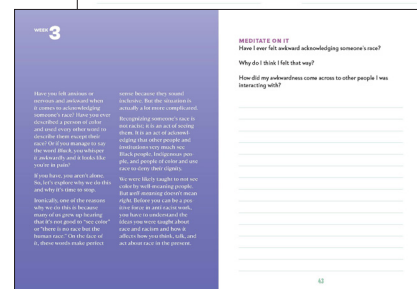 WEEK 3
Have you felt anxious or
nervous and awkward when
it comes to acknowledging
someone's race? Have you ever
described a person of color
and used every other word to
describe them except their
race? Or if you manage to say
the word Black, you whisper
it awkwardly and it looks like
you're in pain?
If you have, you aren't alone.
So, let's explore why we do this
and why it's time to stop.
Ironically, one of the reasons
why we do this is because
many of us grew up hearing
that it's not good to "see color"
or "there is no race but the
human race." On the face of
it, these words make perfect
sense because they sound
inclusive. But the situation is
actually a bit more complicated.
Recognizing someone's race is
not racist; it is an act of seeing
them. It is an act of acknowl-
edging that other people and
institutions very much see
Black people, Indigenous peo-
ple, and people of color and use
race to deny their dignity.
We were likely taught to not see
color by well-meaning people.
But well-meaning doesn't mean
right. Before you can be a pos-
itive force in anti-racist work,
you have to understand the
ideas you were taught about
race and racism and how it
affects how you think, talk, and
act about race in the present.
MEDITATE ON IT
Have I ever felt awkward acknowledging someone's race?
Why do I think I felt that way?
How did my awkwardness come across to other people I was
interacting with?